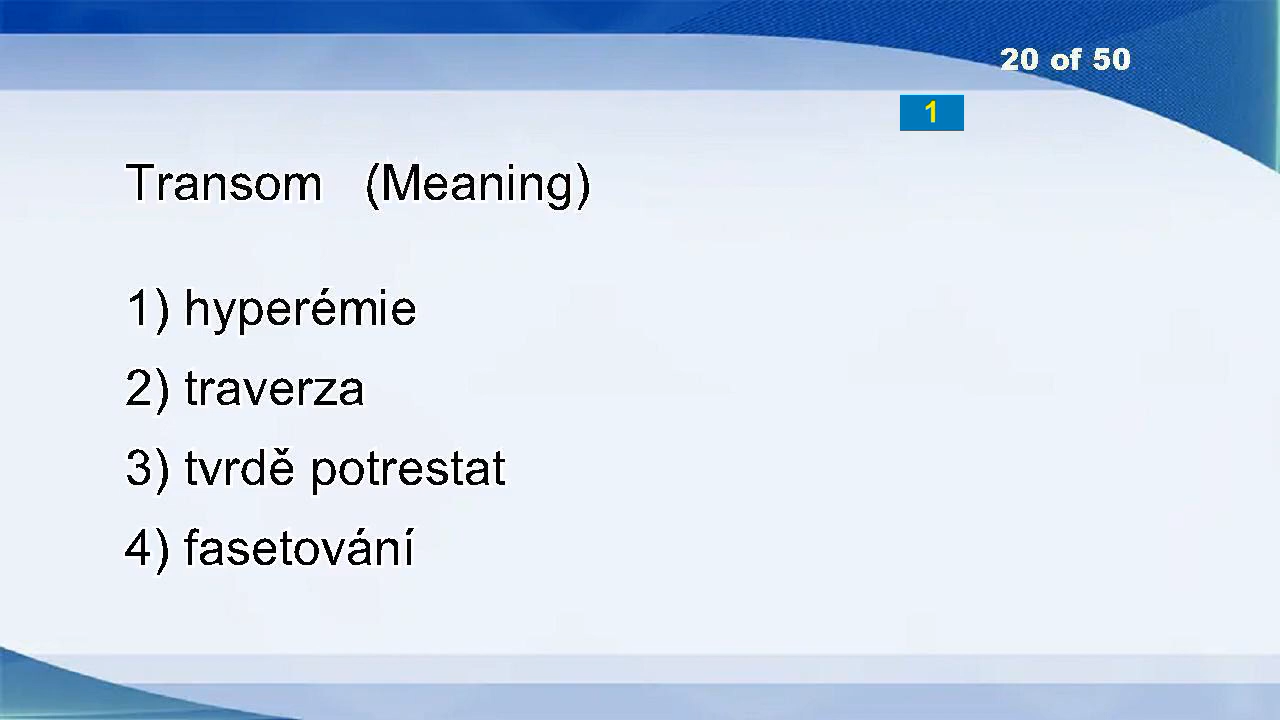 20 of 50
1
Transom (Meaning)
1) hyperémie
2) traverza
3) tvrdě potrestat
4) fasetování